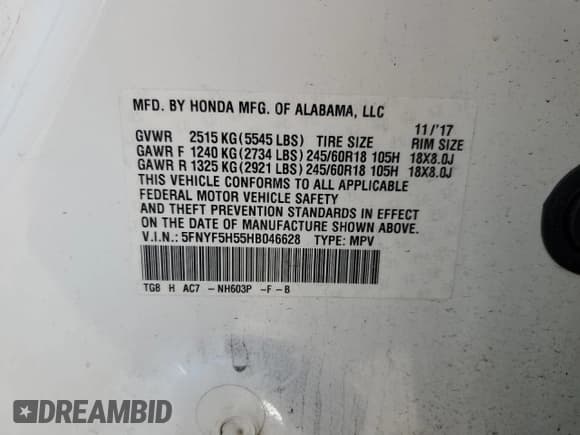 MFD. BY HONDA MFG. OF ALABAMA, LLC
11/'17
GVWR 2515 KG(5545 LBS) TIRE SIZE RIM SIZE
GAWR F 1240 KG(2734 LBS) 245/60R18 105H 18X8.0J
GAWR R 1325 KG(2921 LBS) 245/60R18 105H 18X8.0J
THIS VEHICLE CONFORMS TO ALL APPLICABLE
FEDERAL MOTOR VEHICLE SAFETY
AND THEFT PREVENTION STANDARDS IN EFFECT
ON THE DATE OF MANUFACTURE SHOWN ABOVE.
V.I.N.: 5FNYF5H55HB046628 TYPE: MPV
TG8 H AC7 -NH603P -F-B
DREAMBID